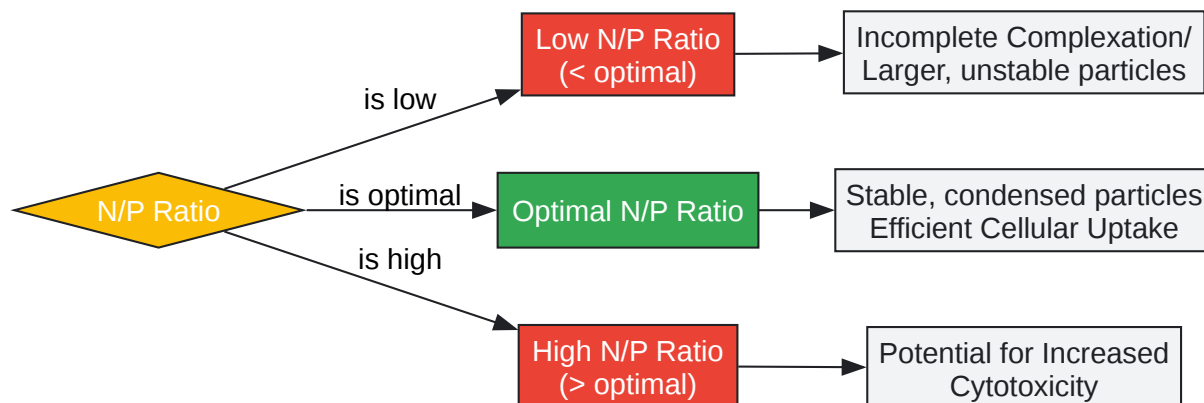 Low N/P Ratio
(< optimal)
Incomplete Complexation/
Larger, unstable particles
is low
N/P Ratio
is optimal
Optimal N/P Ratio
Stable, condensed particles
Efficient Cellular Uptake
is high
High N/P Ratio
(> optimal)
Potential for Increased
Cytotoxicity